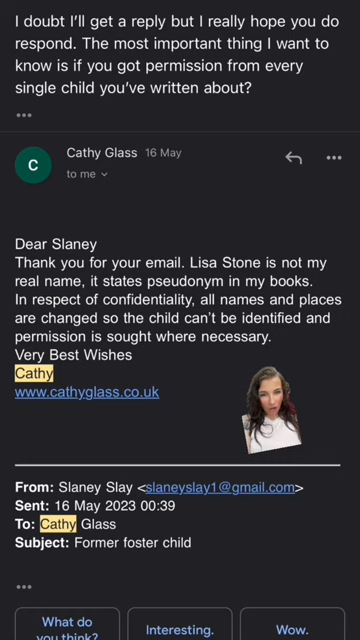 I doubt I'll get a reply but I really hope you do
respond. The most important thing I want to
know is if you got permission from every
single child you've written about?
C
Cathy Glass 16 May
to me
Dear Slaney
Thank you for your email. Lisa Stone is not my
real name, it states pseudonym in my books.
In respect of confidentiality, all names and places
are changed so the child can't be identified and
permission is sought where necessary.
Very Best Wishes
Cathy
www.cathyglass.co.uk
From: Slaney Slay <slaneyslay1@gmail.com>
Sent: 16 May 2023 00:39
To: Cathy Glass
Subject: Former foster child
What do
you think?
Interesting.
Wow.